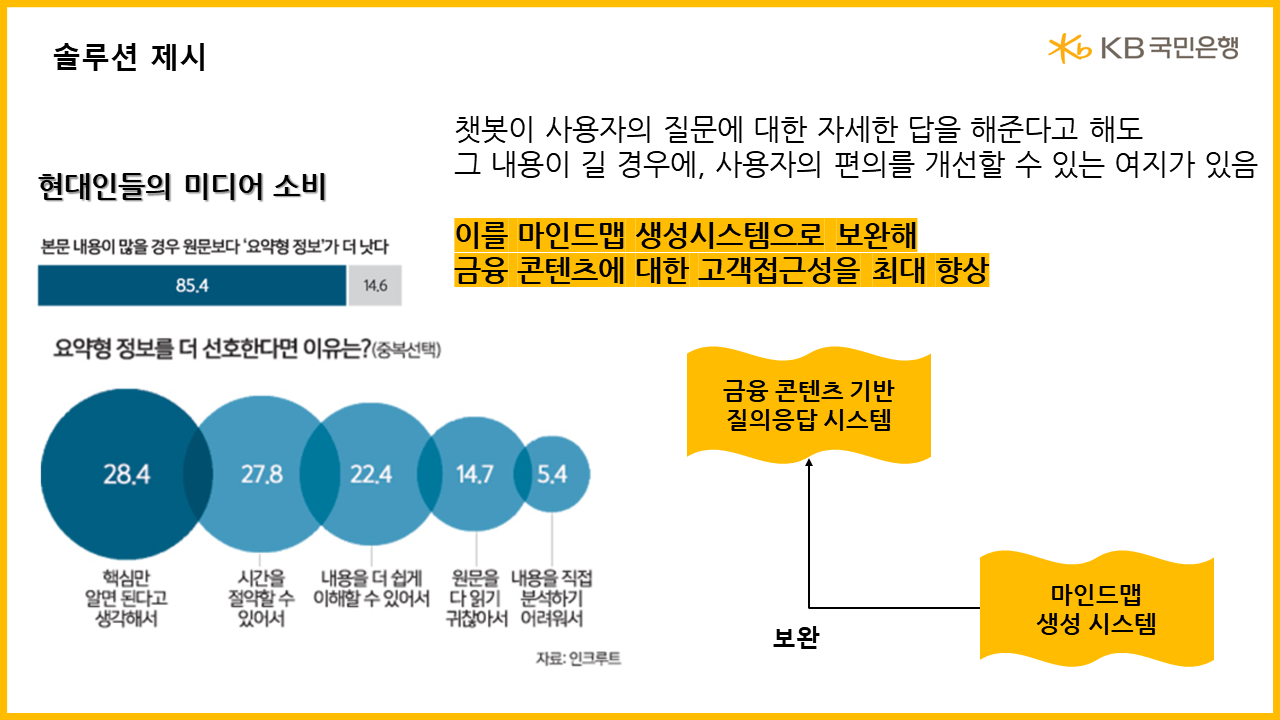 솔루션 제시
KB 국민은행
챗봇이 사용자의 질문에 대한 자세한 답을 해준다고 해도
그 내용이 길 경우에, 사용자의 편의를 개선할 수 있는 여지가 있음
이를 마인드맵 생성시스템으로 보완해
금융 콘텐츠에 대한 고객접근성을 최대 향상
현대인들의 미디어 소비
본문 내용이 많을 경우 원문보다 '요약형 정보'가 더 낫다
85.4
14.6
요약형 정보를 더 선호한다면 이유는?(중복선택)
28.4
27.8
22.4
14.7
5.4
핵심만
알면 된다고
생각해서
시간을
절약할 수
있어서
내용을 더 쉽게
이해할 수 있어서
원문을
다 읽기
귀찮아서
내용을 직접
분석하기
어려워서
자료: 인크루트
금융 콘텐츠 기반
질의응답 시스템
마인드맵
생성 시스템
보완